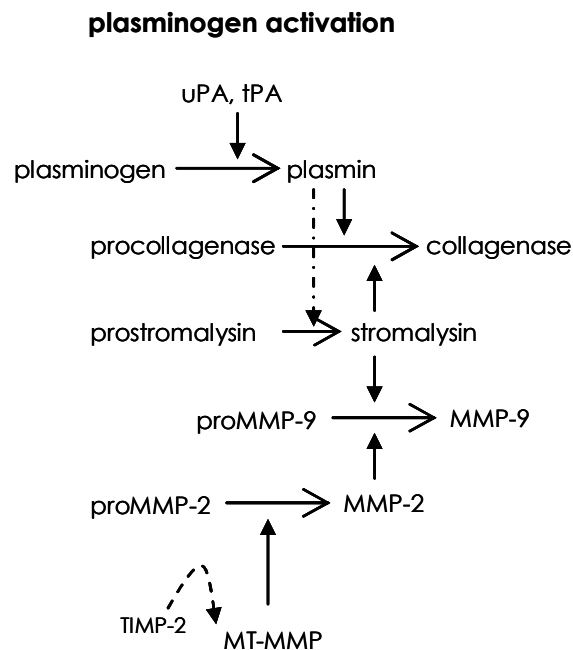 plasminogen activation
uPA, tPA
plasminogen plasmin
procollagenase collagenase
prostromalysin stromalysin
proMMP-9 MMP-9
proMMP-2 MMP-2
TIMP-2 MT-MMP